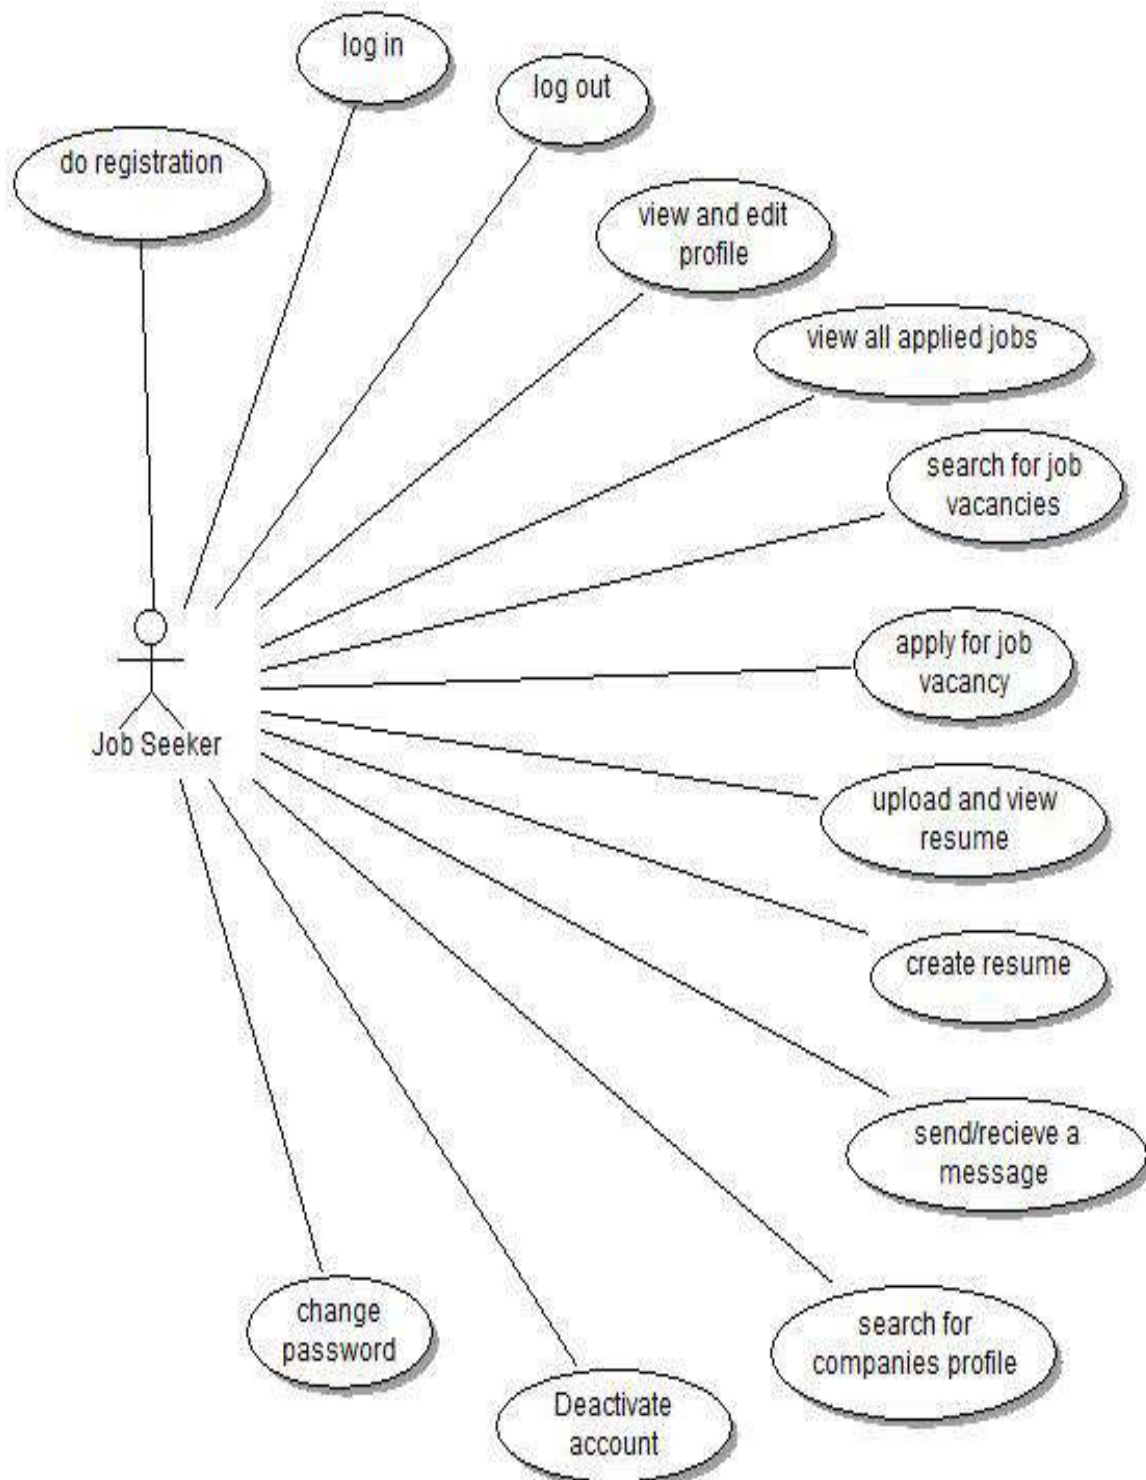 log in
log out
do registration
view and edit
profile
view all applied jobs
search for job
vacancies
apply for job
vacancy
Job Seeker
upload and view
resume
create resume
send/recieve a
message
change
password
search for
companies profile
Deactivate
account